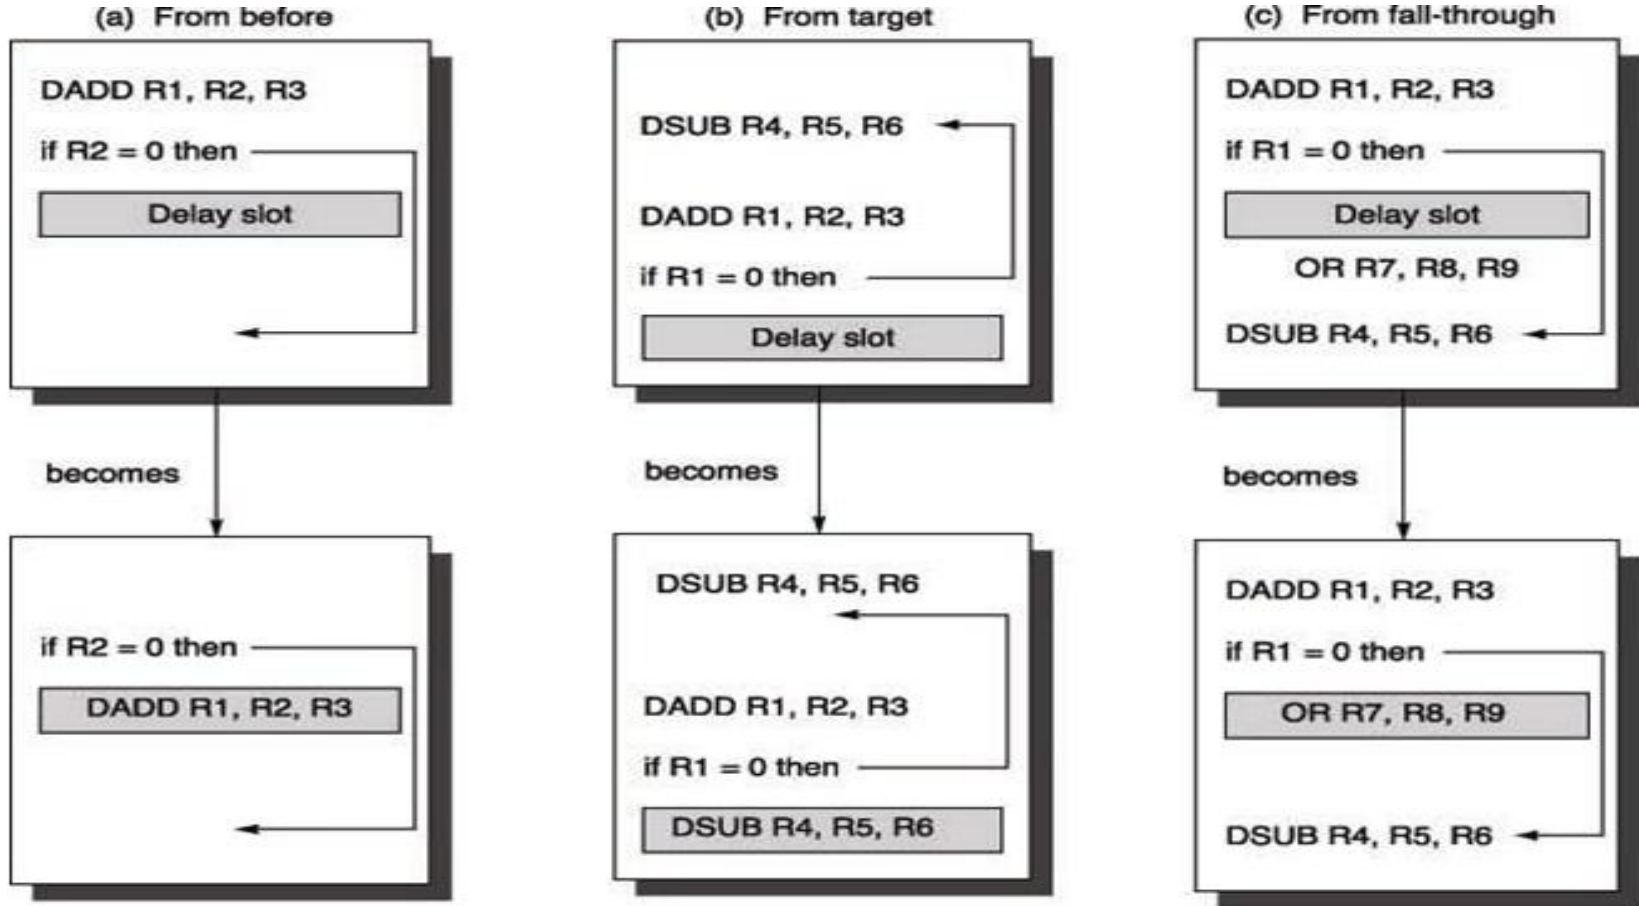 (a) From before
DADD R1, R2, R3
if R2 = 0 then
Delay slot
becomes
if R2 = 0 then
DADD R1, R2, R3
(b) From target
DSUB R4, R5, R6
DADD R1, R2, R3
if R1 = 0 then
Delay slot
becomes
DSUB R4, R5, R6
DADD R1, R2, R3
if R1 = 0 then
DSUB R4, R5, R6
(c) From fall-through
DADD R1, R2, R3
if R1 = 0 then
Delay slot
OR R7, R8, R9
DSUB R4, R5, R6
becomes
DADD R1, R2, R3
if R1 = 0 then
OR R7, R8, R9
DSUB R4, R5, R6